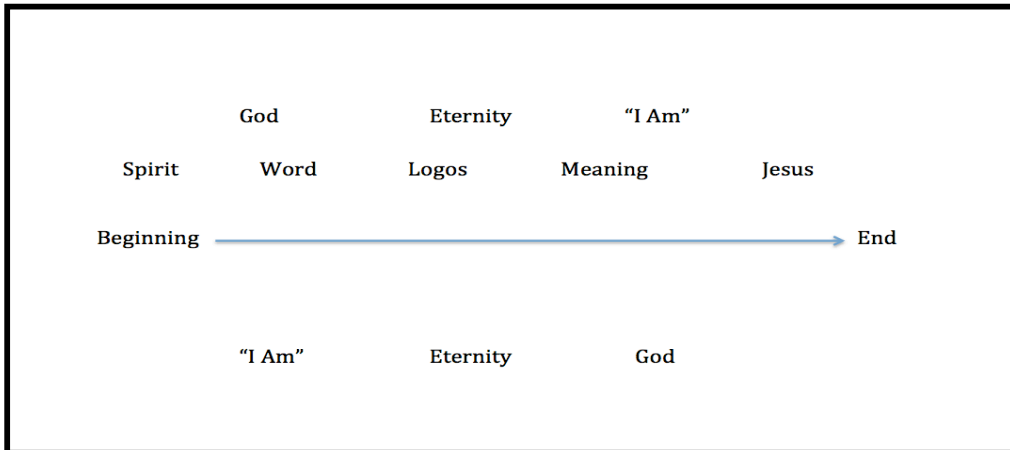 God Eternity “I Am”
Spirit Word Logos Meaning Jesus
Beginning End
“I Am” Eternity God